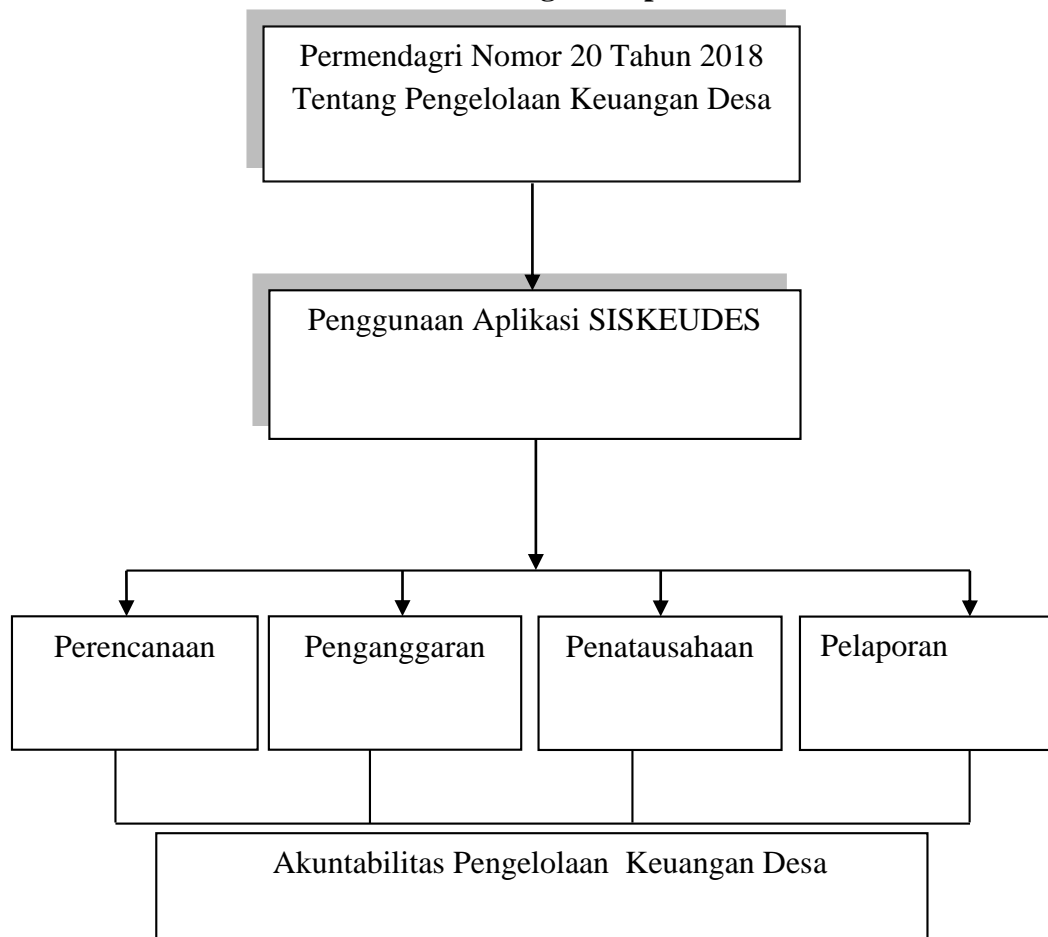 Permendagri Nomor 20 Tahun 2018
Tentang Pengelolaan Keuangan Desa
Penggunaan Aplikasi SISKEUDES
Perencanaan
Penganggaran
Penatausahaan
Pelaporan
Akuntabilitas Pengelolaan Keuangan Desa